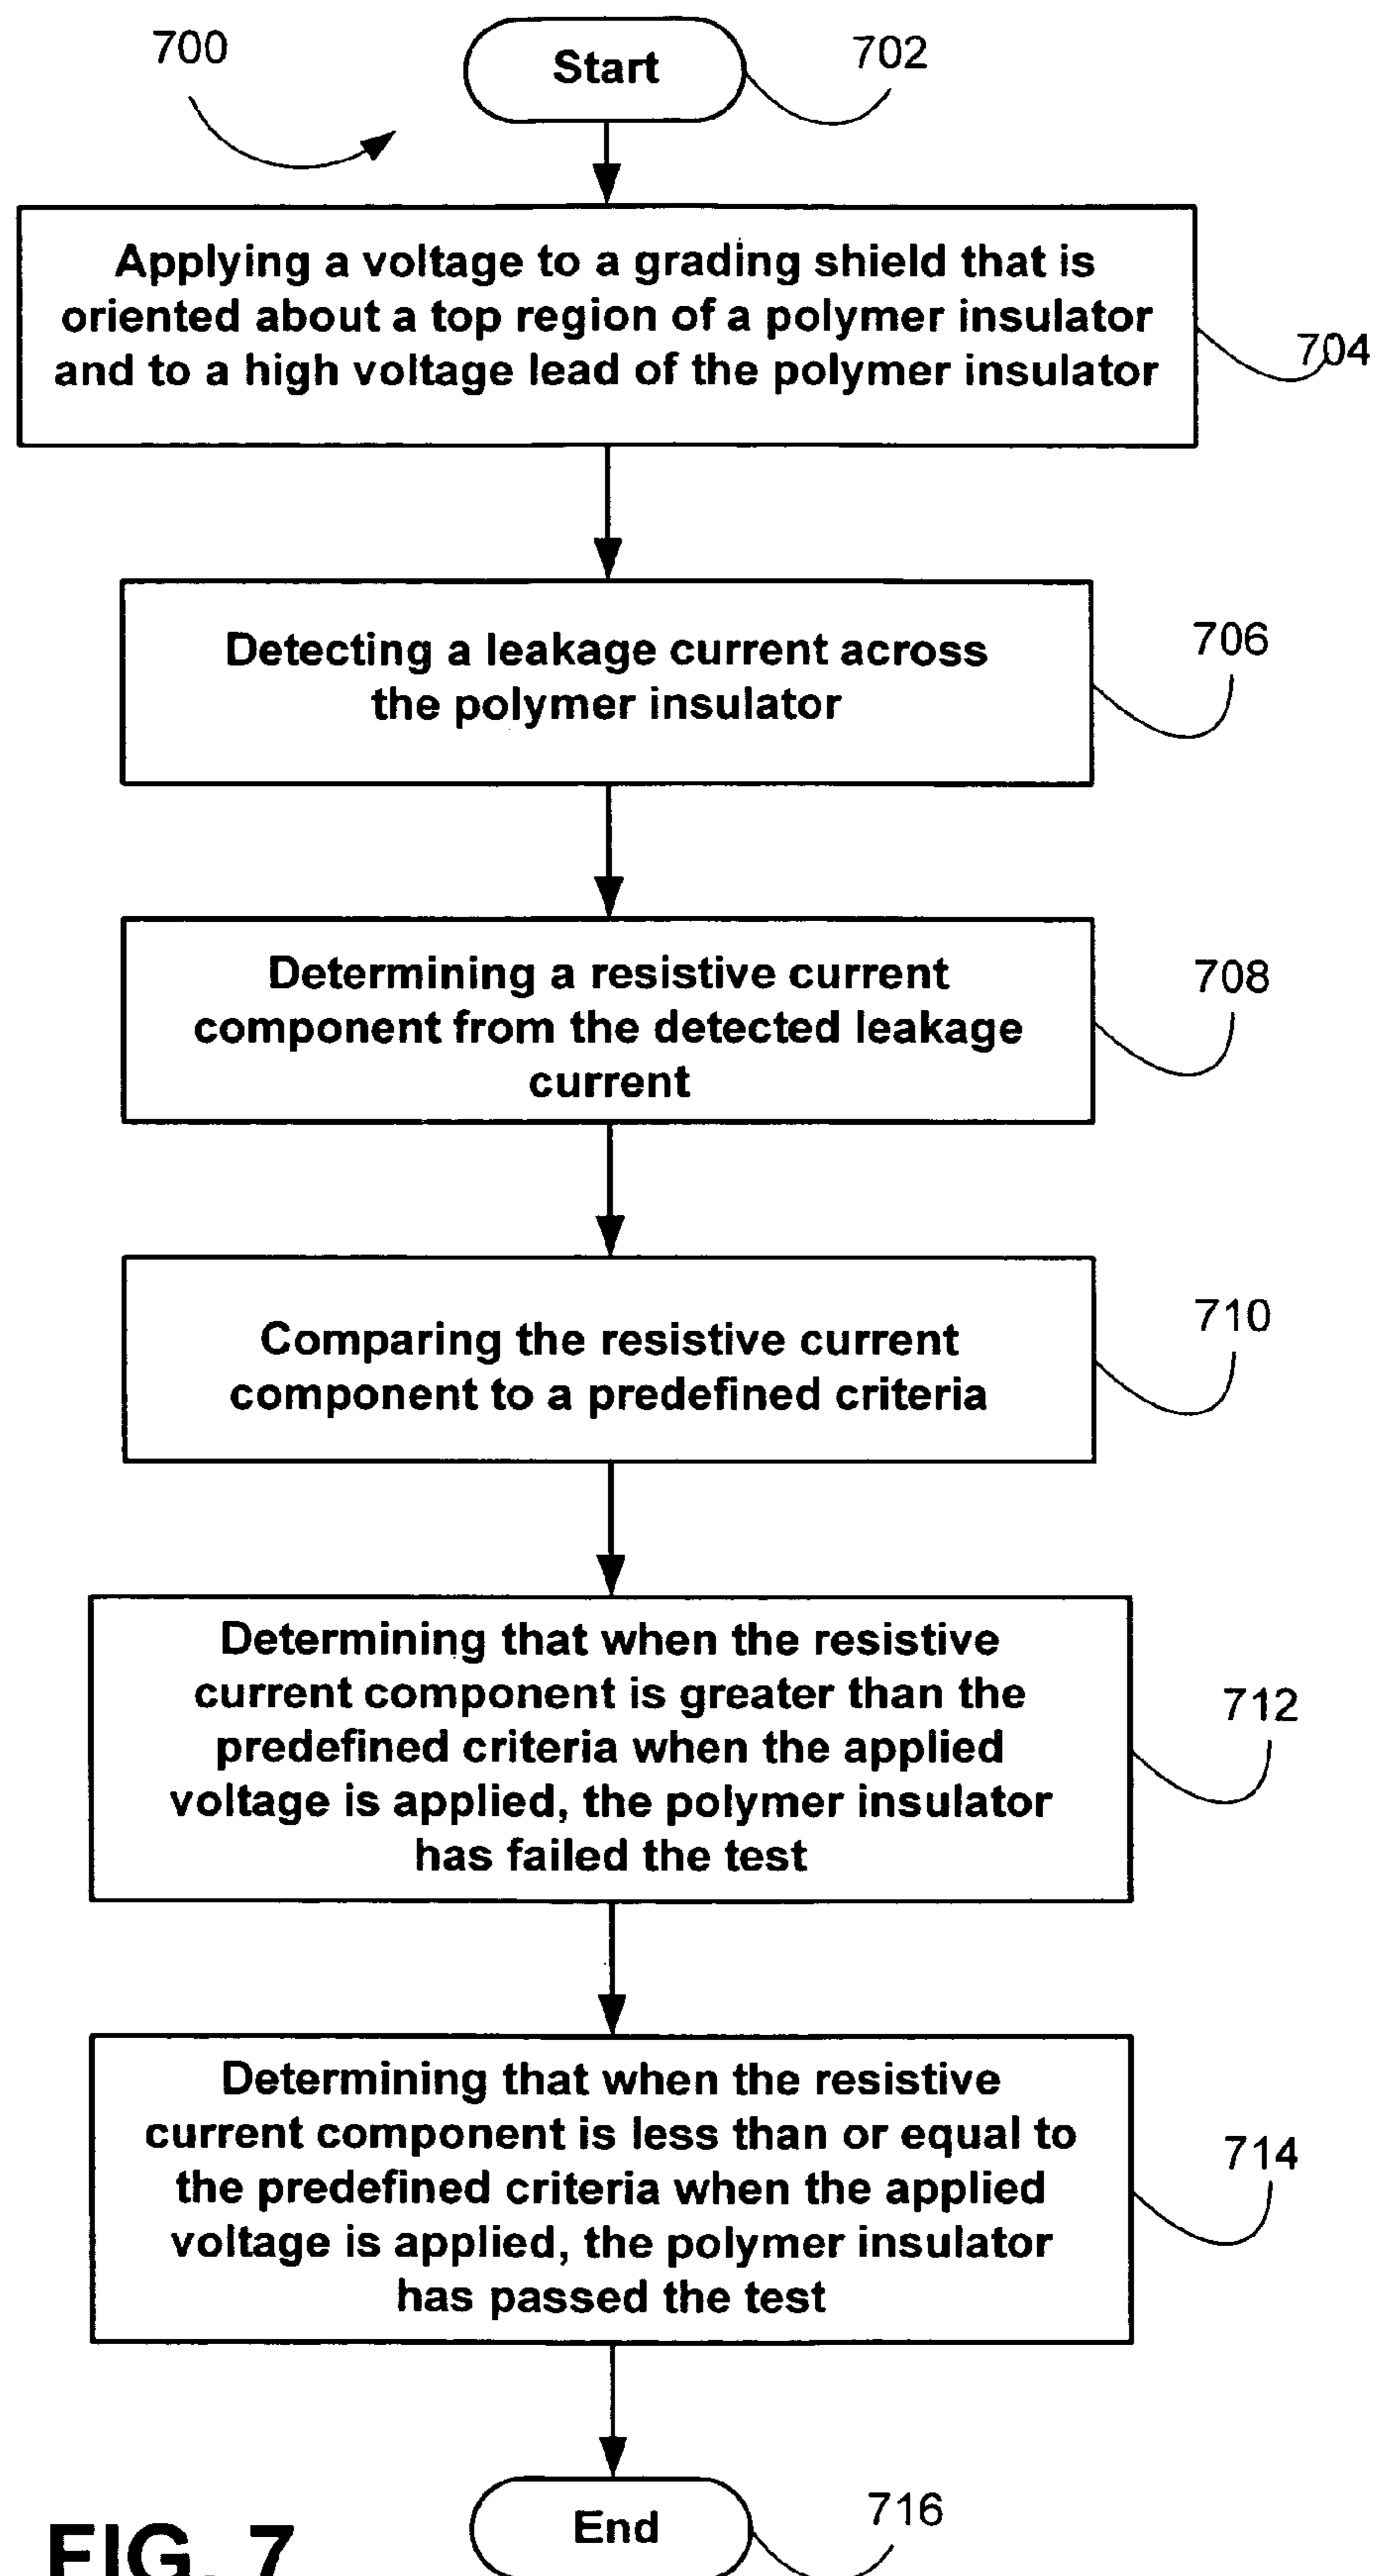 700
Start
702
Applying a voltage to a grading shield that is
oriented about a top region of a polymer insulator
and to a high voltage lead of the polymer insulator
704
Detecting a leakage current across
the polymer insulator
706
Determining a resistive current
component from the detected leakage
current
708
Comparing the resistive current
component to a predefined criteria
710
Determining that when the resistive
current component is greater than the
predefined criteria when the applied
voltage is applied, the polymer insulator
has failed the test
712
Determining that when the resistive
current component is less than or equal to
the predefined criteria when the applied
voltage is applied, the polymer insulator
has passed the test
714
End
716
FIG. 7